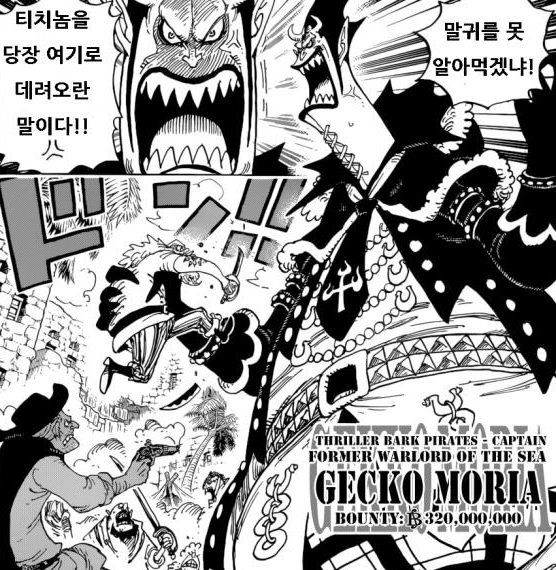 티치놈을
당장 여기로
데려오란
말이다!!
말귀를 못
알아먹겠냐!
ドン!!
THRILLER BARK PIRATES - CAPTAIN
FORMER WARLORD OF THE SEA
GECKO MORIA
BOUNTY: ฿ 320,000,000